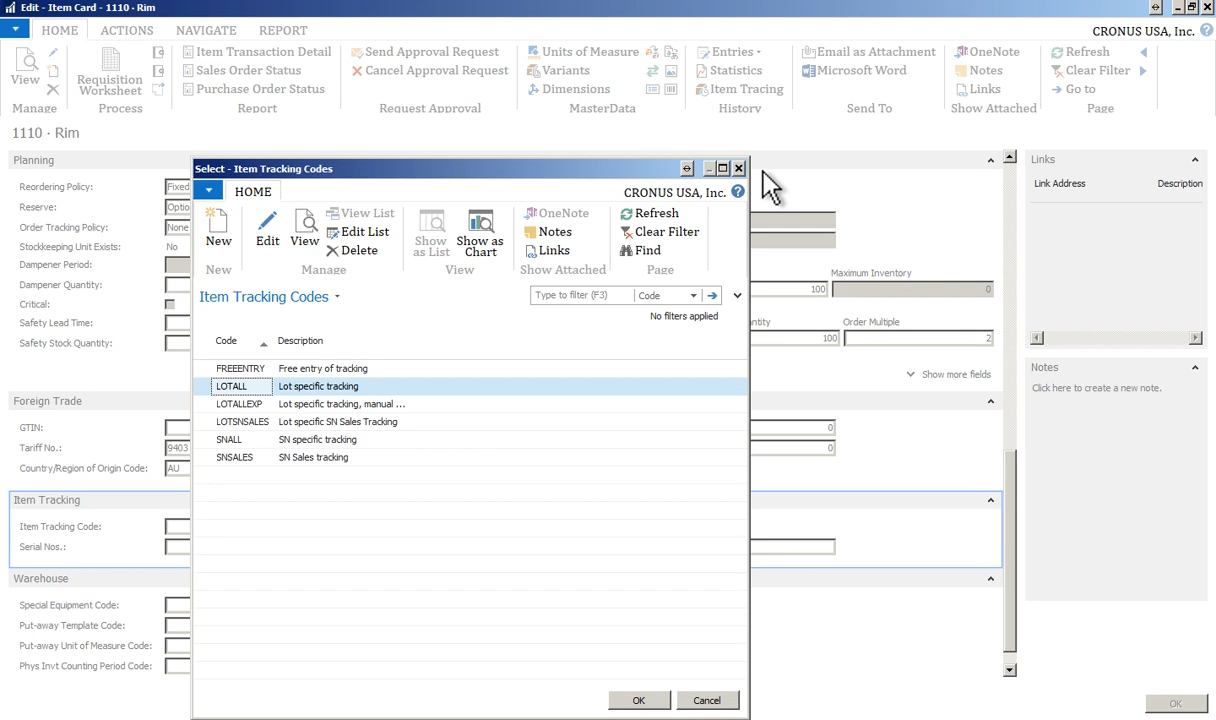 Edit - Item Card - 1110 · Rim
HOME ACTIONS NAVIGATE REPORT
CRONUS USA, Inc.
View
Manage
Requisition Worksheet
Process
Item Transaction Detail
Sales Order Status
Purchase Order Status
Report
Send Approval Request
Cancel Approval Request
Request Approval
Units of Measure
Variants
Dimensions
MasterData
Entries
Statistics
Item Tracing
History
Email as Attachment
Microsoft Word
Send To
OneNote
Notes
Links
Show Attached
Refresh
Clear Filter
Go to
Page
1110 · Rim
Planning
Reordering Policy: Fixed
Reserve: Optio
Order Tracking Policy: None
Stockkeeping Unit Exists: No
Dampener Period:
Dampener Quantity:
Critical:
Safety Lead Time:
Safety Stock Quantity:
Maximum Inventory
100 0
ntity Order Multiple
100 2
Show more fields
Foreign Trade
GTIN: 0
Tariff No.: 9403 0
Country/Region of Origin Code: AU
Item Tracking
Item Tracking Code:
Serial Nos.:
Warehouse
Special Equipment Code:
Put-away Template Code:
Put-away Unit of Measure Code:
Phys Invt Counting Period Code:
Select - Item Tracking Codes
HOME
CRONUS USA, Inc.
New
New
Edit
View
View List
Edit List
Delete
Manage
Show as List
Show as Chart
View
OneNote
Notes
Links
Show Attached
Refresh
Clear Filter
Find
Page
Item Tracking Codes
Type to filter (F3) Code
No filters applied
Code Description
FREEENTRY Free entry of tracking
LOTALL Lot specific tracking
LOTALLEXP Lot specific tracking, manual ...
LOTSNSALES Lot specific SN Sales Tracking
SNALL SN specific tracking
SNSALES SN Sales tracking
OK Cancel
Links
Link Address Description
Notes
Click here to create a new note.
OK